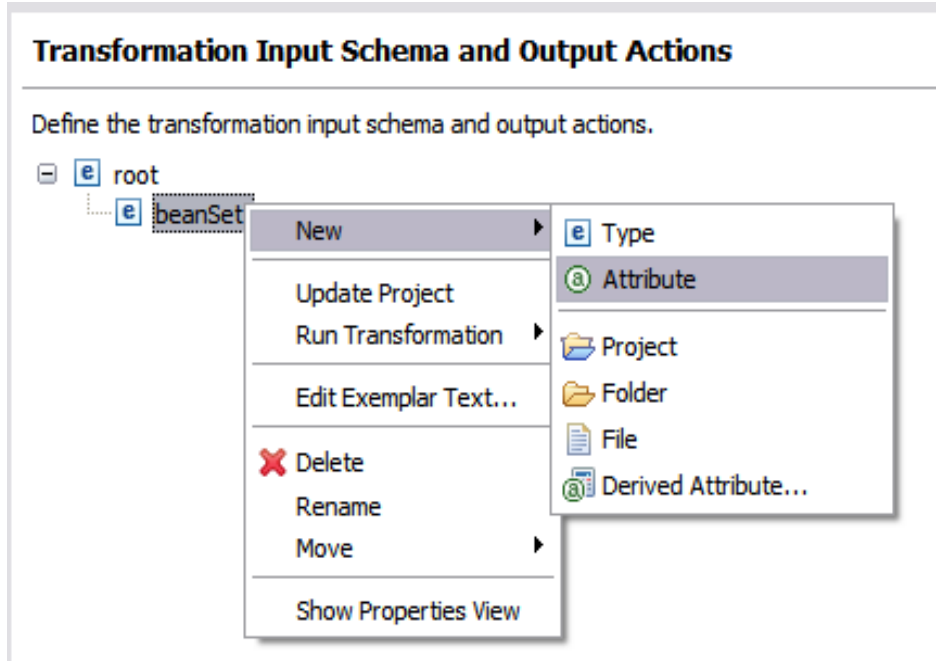 Transformation Input Schema and Output Actions
Define the transformation input schema and output actions.
root
beanSet
New
Update Project
Run Transformation
Edit Exemplar Text...
Delete
Rename
Move
Show Properties View
Type
Attribute
Project
Folder
File
Derived Attribute...